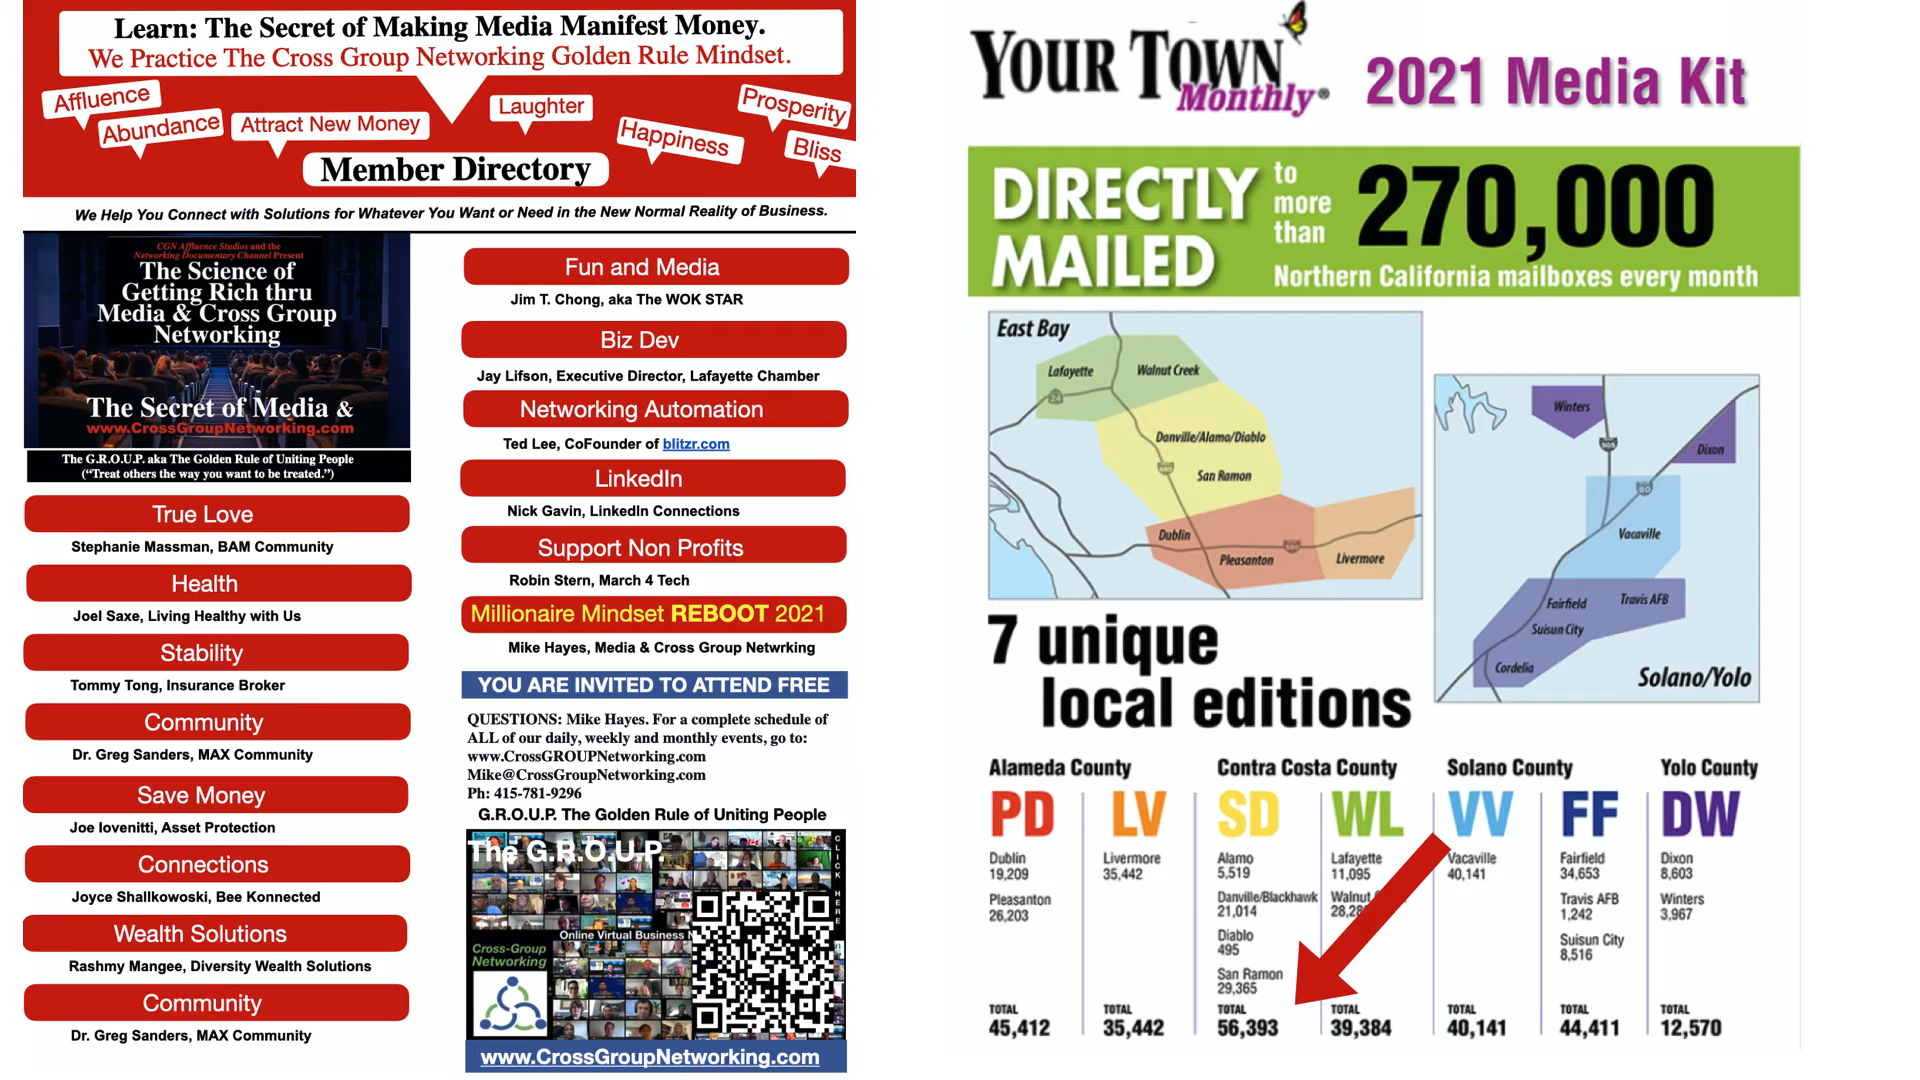 Learn: The Secret of Making Media Manifest Money.
We Practice The Cross Group Networking Golden Rule Mindset.
Affluence
Abundance
Attract New Money
Laughter
Happiness
Prosperity
Bliss
Member Directory
We Help You Connect with Solutions for Whatever You Want or Need in the New Normal Reality of Business.
CGN Affluence Studios and the
Networking Documentary Channel Present
The Science of
Getting Rich thru
Media & Cross Group
Networking
The Secret of Media &
www.CrossGroupNetworking.com
The G.R.O.U.P. aka The Golden Rule of Uniting People
(“Treat others the way you want to be treated.”)
True Love
Stephanie Massman, BAM Community
Health
Joel Saxe, Living Healthy with Us
Stability
Tommy Tong, Insurance Broker
Community
Dr. Greg Sanders, MAX Community
Save Money
Joe Iovenitti, Asset Protection
Connections
Joyce Shallkowoski, Bee Konnected
Wealth Solutions
Rashmy Mangee, Diversity Wealth Solutions
Community
Dr. Greg Sanders, MAX Community
Fun and Media
Jim T. Chong, aka The WOK STAR
Biz Dev
Jay Lifson, Executive Director, Lafayette Chamber
Networking Automation
Ted Lee, CoFounder of blitzr.com
LinkedIn
Nick Gavin, LinkedIn Connections
Support Non Profits
Robin Stern, March 4 Tech
Millionaire Mindset REBOOT 2021
Mike Hayes, Media & Cross Group Netwrking
YOU ARE INVITED TO ATTEND FREE
QUESTIONS: Mike Hayes. For a complete schedule of
ALL of our daily, weekly and monthly events, go to:
www.CrossGROUPNetworking.com
Mike@CrossGroupNetworking.com
Ph: 415-781-9296
G.R.O.U.P. The Golden Rule of Uniting People
The G.R.O.U.P.
CLICK HERE
Online Virtual Business
Cross-Group
Networking
www.CrossGroupNetworking.com
YOUR TOWN
Monthly®
2021 Media Kit
DIRECTLY
MAILED
to
more
than
270,000
Northern California mailboxes every month
East Bay
Lafayette
Walnut Creek
24
Danville/Alamo/Diablo
680
San Ramon
Dublin
Pleasanton
580
Livermore
Winters
505
Dixon
80
Vacaville
Fairfield
Travis AFB
Suisun City
Cordelia
Solano/Yolo
7 unique
local editions
Alameda County
PD
Dublin
19,209
Pleasanton
26,203
TOTAL
45,412
LV
Livermore
35,442
TOTAL
35,442
Contra Costa County
SD
Alamo
5,519
Danville/Blackhawk
21,014
Diablo
495
San Ramon
29,365
TOTAL
56,393
WL
Lafayette
11,095
Walnut
TOTAL
39,384
Solano County
VV
Vacaville
40,141
TOTAL
40,141
FF
Fairfield
34,653
Travis AFB
1,242
Suisun City
8,516
TOTAL
44,411
Yolo County
DW
Dixon
8,603
Winters
3,967
TOTAL
12,570